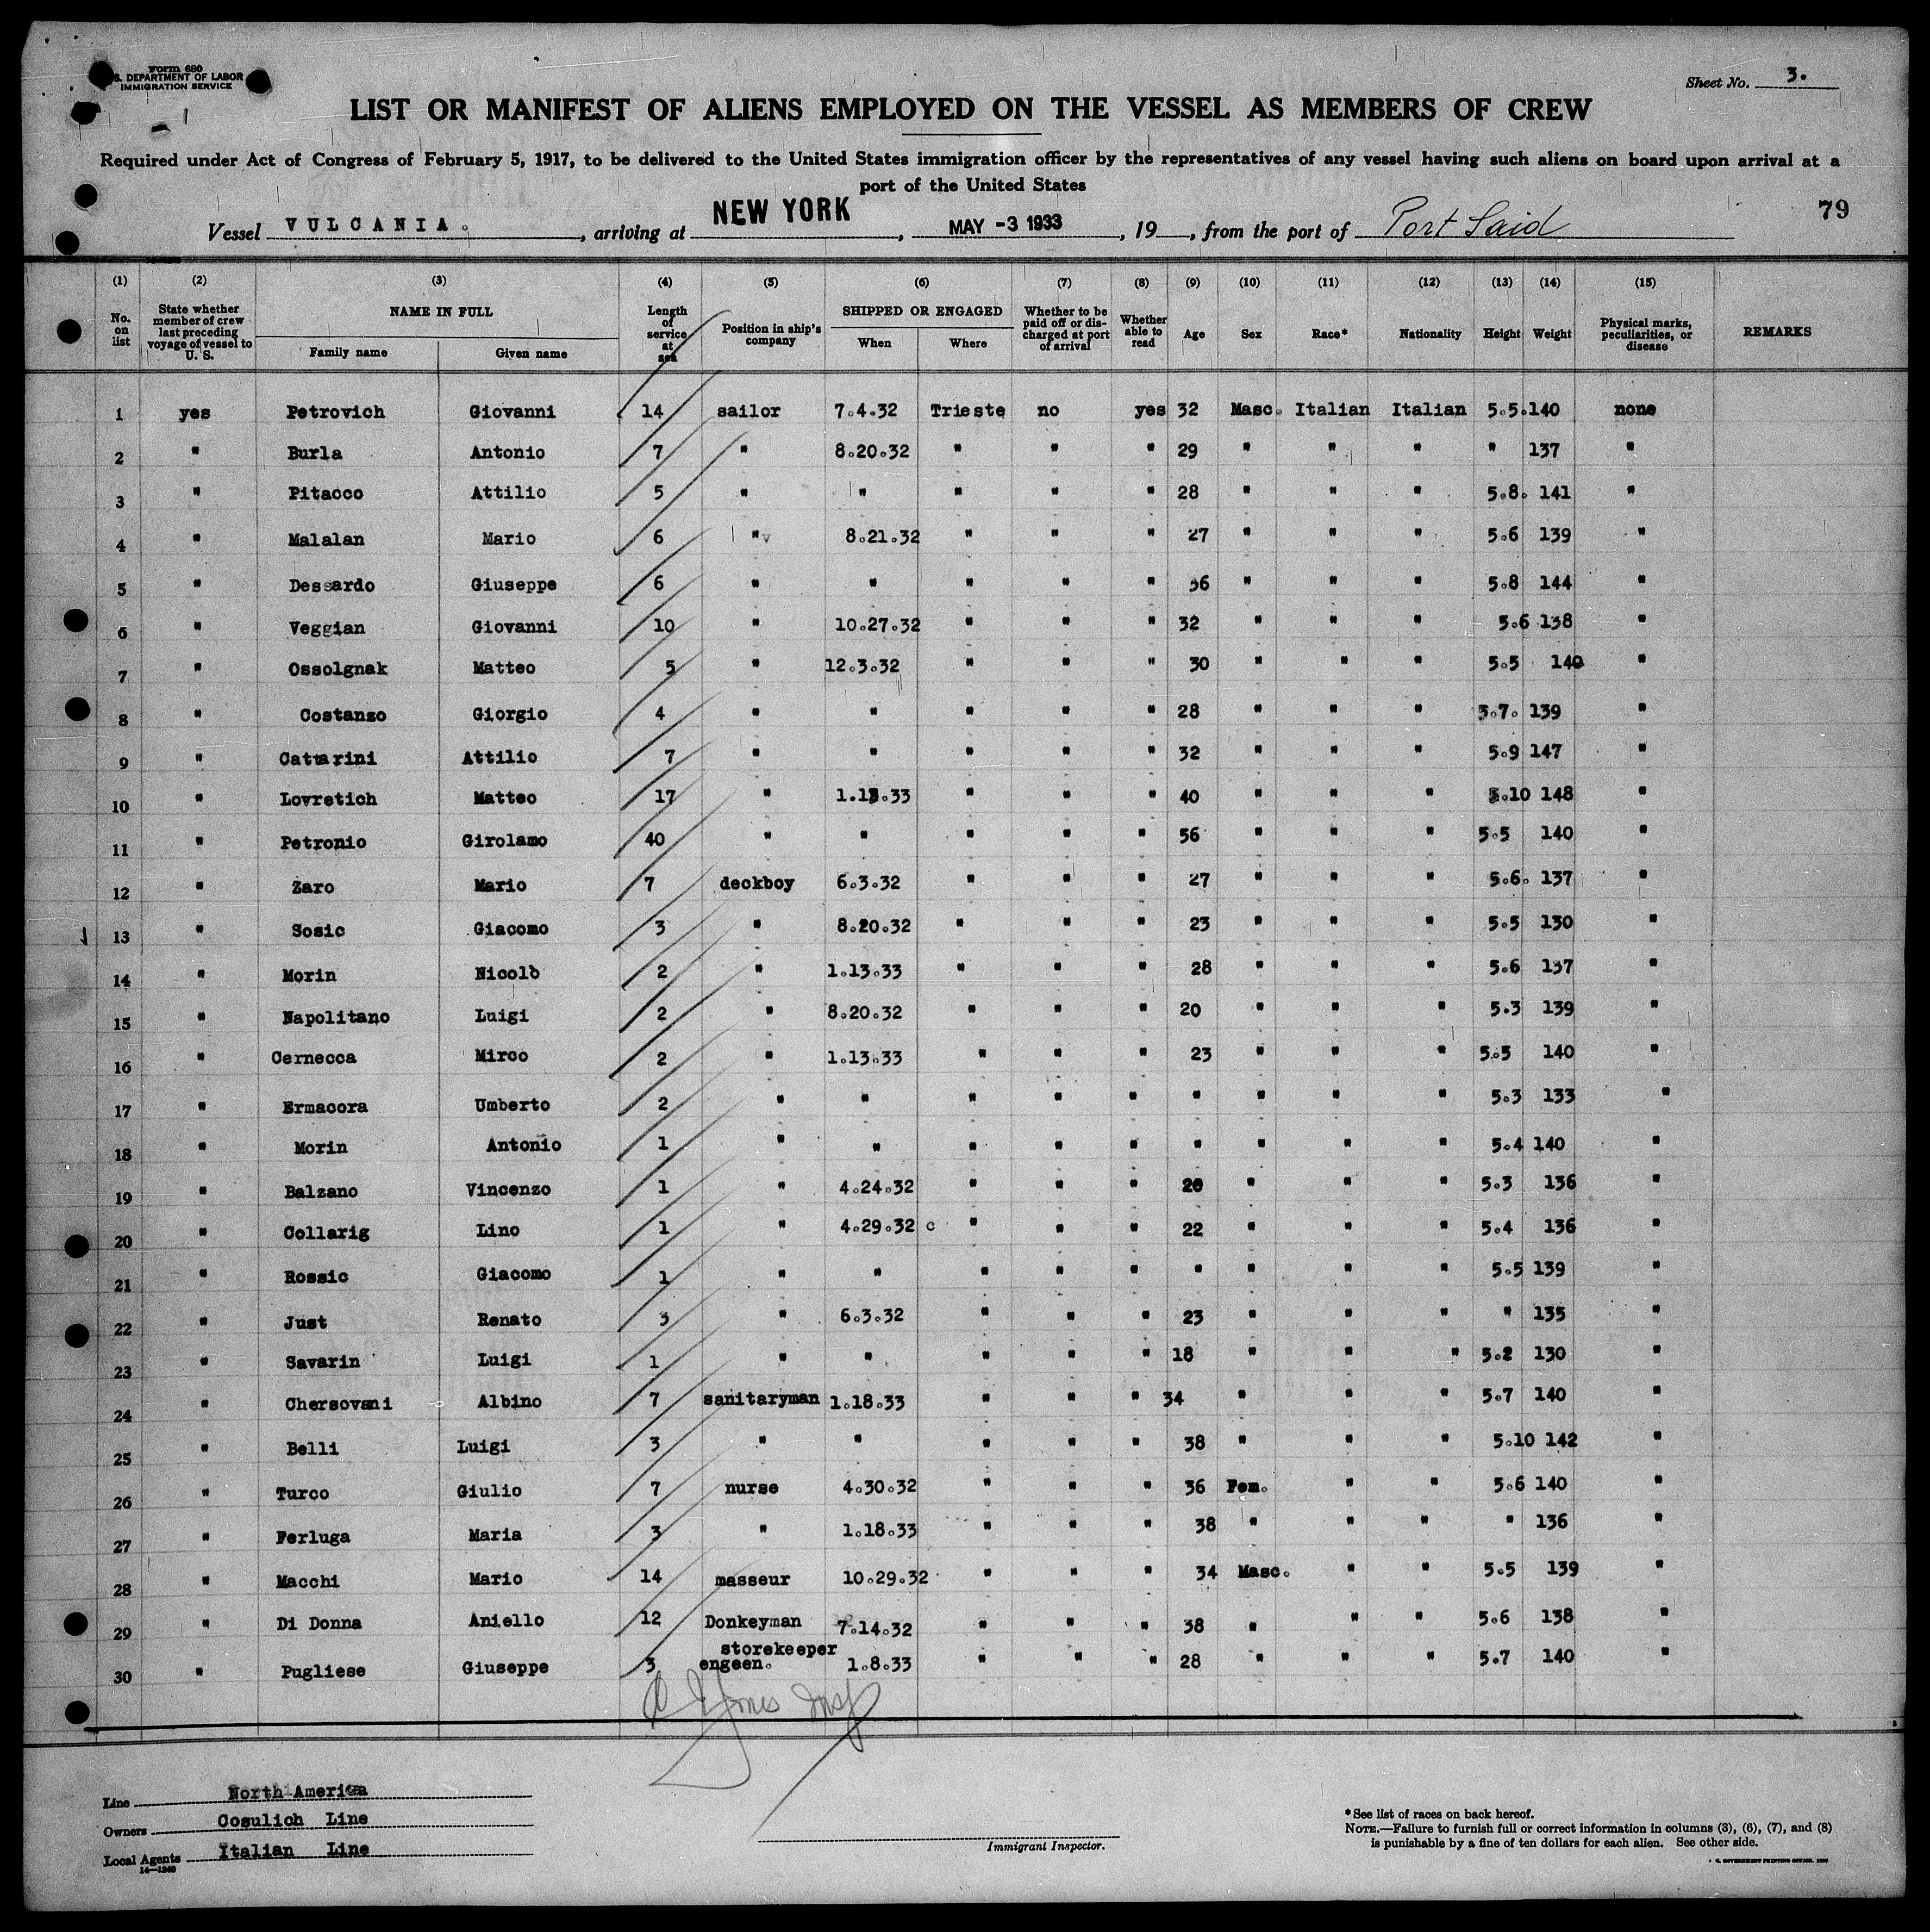 Form 680
S. DEPARTMENT OF LABOR
IMMIGRATION SERVICE
Sheet No. 3.
LIST OR MANIFEST OF ALIENS EMPLOYED ON THE VESSEL AS MEMBERS OF CREW
Required under Act of Congress of February 5, 1917, to be delivered to the United States immigration officer by the representatives of any vessel having such aliens on board upon arrival at a
port of the United States
79
Vessel VULCANIA. , arriving at NEW YORK , MAY -3 1933 , 19 , from the port of Port Said
(1) (2) (3) (4) (5) (6) (7) (8) (9) (10) (11) (12) (13) (14) (15)
No. on list State whether member of crew last preceding voyage of vessel to U. S. NAME IN FULL Family name Given name Length of service at sea Position in ship's company SHIPPED OR ENGAGED When Where Whether to be paid off or discharged at port of arrival Whether able to read Age Sex Race* Nationality Height Weight Physical marks, peculiarities, or disease REMARKS
1 yes Petrovich Giovanni 14 sailor 7.4.32 Trieste no yes 32 Masc. Italian Italian 5.5. 140 none
2 " Burla Antonio 7 " 8.20.32 " " " 29 " " " " 137 "
3 " Pitacco Attilio 5 " " " " " 28 " " " 5.8. 141 "
4 " Malalan Mario 6 " 8.21.32 " " " 27 " " " 5.6 139 "
5 " Dessardo Giuseppe 6 " " " " " 36 " " " 5.8 144 "
6 " Veggian Giovanni 10 " 10.27.32 " " " 32 " " " 5.6 138 "
7 " Ossolgnak Matteo 5 " 12.3.32 " " " 30 " " " 5.5 140 "
8 " Costanzo Giorgio 4 " " " " " 28 " " " 5.7. 139 "
9 " Cattarini Attilio 7 " " " " " 32 " " " 5.9 147 "
10 " Lovretich Matteo 17 " 1.13.33 " " " 40 " " " 5.10 148 "
11 " Petronio Girolamo 40 " " " " " 56 " " " 5.5 140 "
12 " Zaro Mario 7 deckboy 6.3.32 " " " 27 " " " 5.6. 137 "
13 " Sosic Giacomo 3 " 8.20.32 " " " 23 " " " 5.5 130 "
14 " Morin Nicolò 2 " 1.13.33 " " " 28 " " " 5.6 137 "
15 " Napolitano Luigi 2 " 8.20.32 " " " 20 " " " 5.3 139 "
16 " Cernecca Mirco 2 " 1.13.33 " " " 23 " " " 5.5 140 "
17 " Ermacora Umberto 2 " " " " " " " " " 5.3 133 "
18 " Morin Antonio 1 " " " " " " " " " 5.4 140 "
19 " Balzano Vincenzo 1 " 4.24.32 " " " 20 " " " 5.3 136 "
20 " Collarig Lino 1 " 4.29.32 c " " " 22 " " " 5.4 136 "
21 " Rossic Giacomo 1 " " " " " " " " " 5.5 139 "
22 " Just Renato 3 " 6.3.32 " " " 23 " " " " 135 "
23 " Savarin Luigi 1 " " " " " 18 " " " 5.2 130 "
24 " Chersovani Albino 7 sanitaryman 1.18.33 " " " 34 " " " 5.7 140 "
25 " Belli Luigi 3 " " " " " 38 " " " 5.10 142 "
26 " Turco Giulio 7 nurse 4.30.32 " " " 36 Fem. " " 5.6 140 "
27 " Ferluga Maria 3 " 1.18.33 " " " 38 " " " " 136 "
28 " Macchi Mario 14 masseur 10.29.32 " " " 34 Masc. " " 5.5 139 "
29 " Di Donna Aniello 12 Donkeyman 7.14.32 " " " 38 " " " 5.6 138 "
30 " Pugliese Giuseppe 3 storekeeper engeen. 1.8.33 " " " 28 " " " 5.7 140 "
Jones Insp
Line North America
Owners Cosulich Line
Local Agents Italian Line
14—1240
Immigrant Inspector.
*See list of races on back hereof.
NOTE.—Failure to furnish full or correct information in columns (3), (6), (7), and (8)
is punishable by a fine of ten dollars for each alien. See other side.